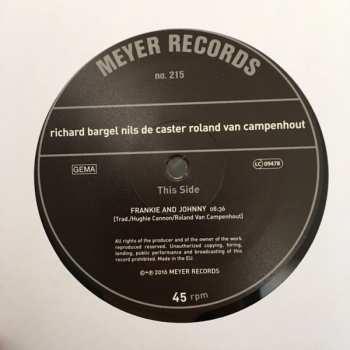 MEYER RECORDS
no. 215
richard bargel nils de caster roland van campenhout
GEMA
LC 09478
This Side
FRANKIE AND JOHNNY 08:36
[Trad./Hughie Cannon/Roland Van Campenhout]
All rights of the producer and of the owner of the work
reproduced reserved. Unauthorized copying, hiring,
lending, public performance and broadcasting of this
record prohibited. Made in the EU.
©+℗ 2016 MEYER RECORDS
45 rpm